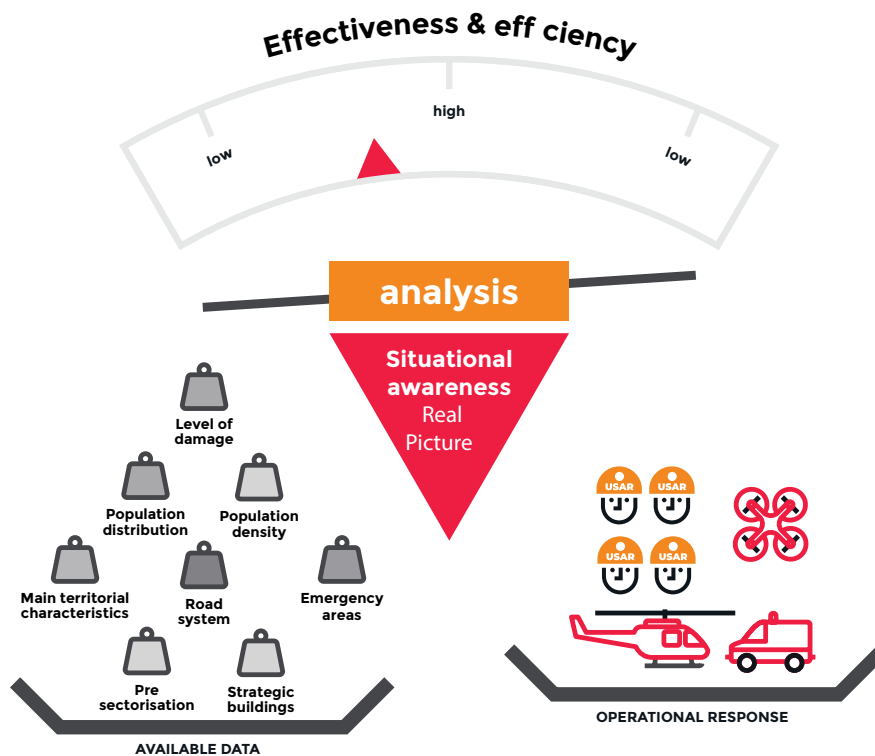 Effectiveness & eff ciency
low
high
low
analysis
Situational
awareness
Real
Picture
Level of
damage
Population
distribution
Population
density
Main territorial
characteristics
Road
system
Emergency
areas
Pre
sectorisation
Strategic
buildings
AVAILABLE DATA
USAR
USAR
USAR
USAR
OPERATIONAL RESPONSE